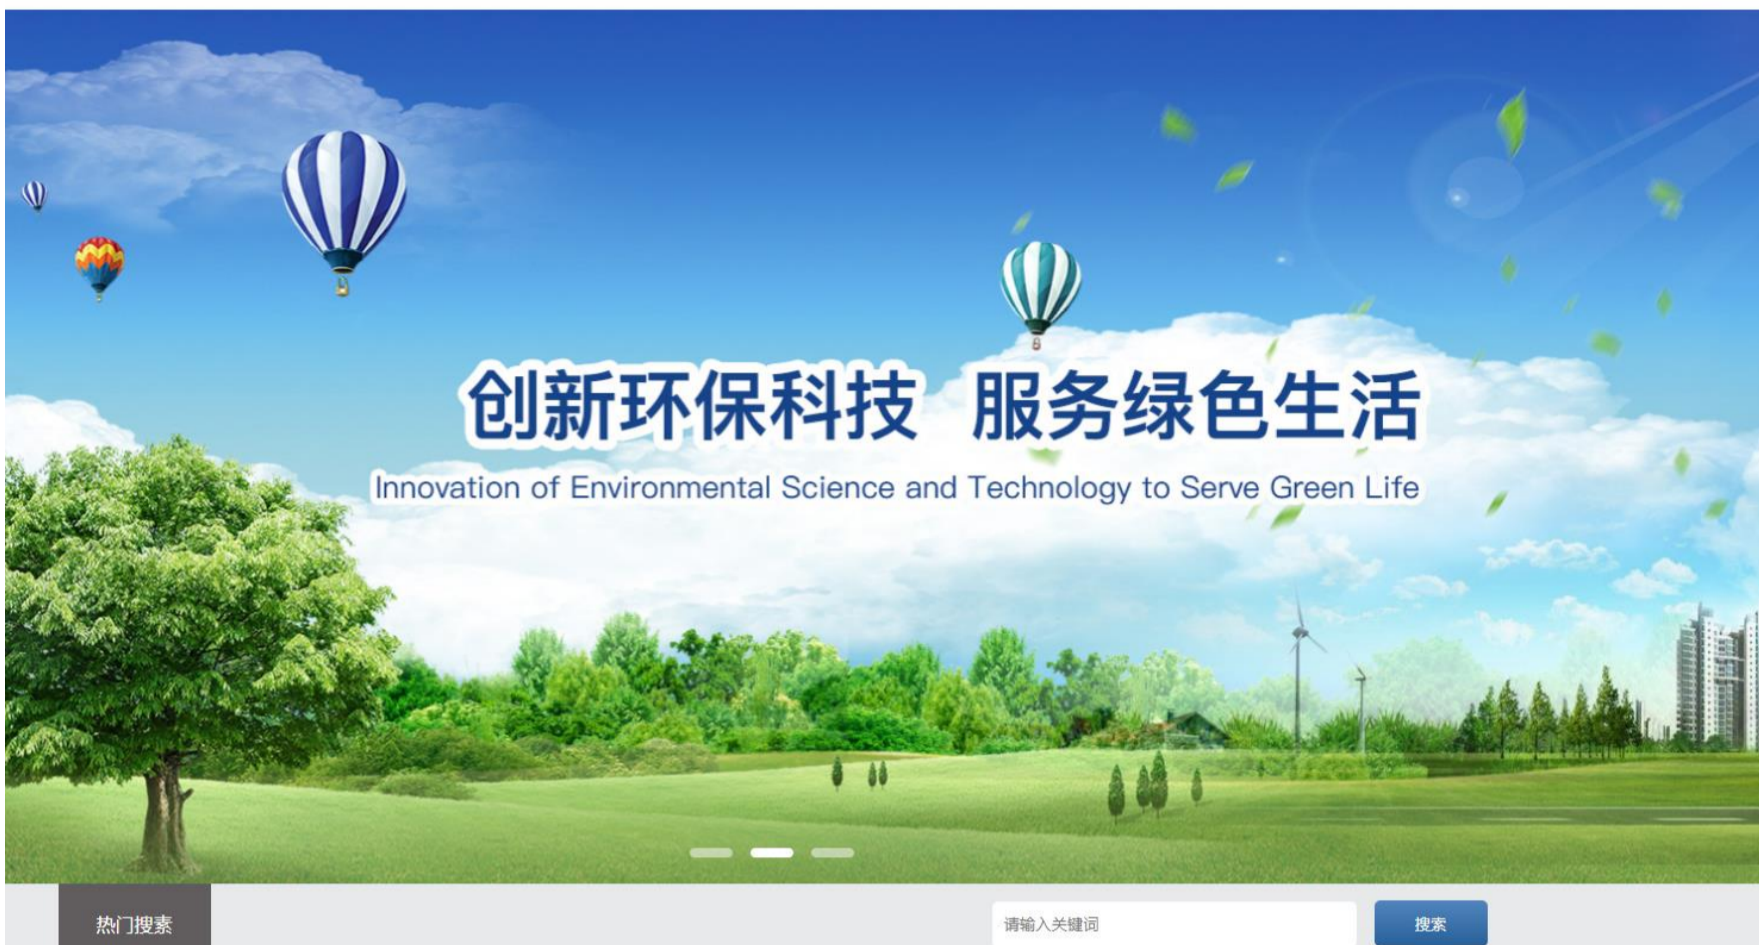 创新环保科技 服务绿色生活
Innovation of Environmental Science and Technology to Serve Green Life
热门搜素
请输入关键词
搜索